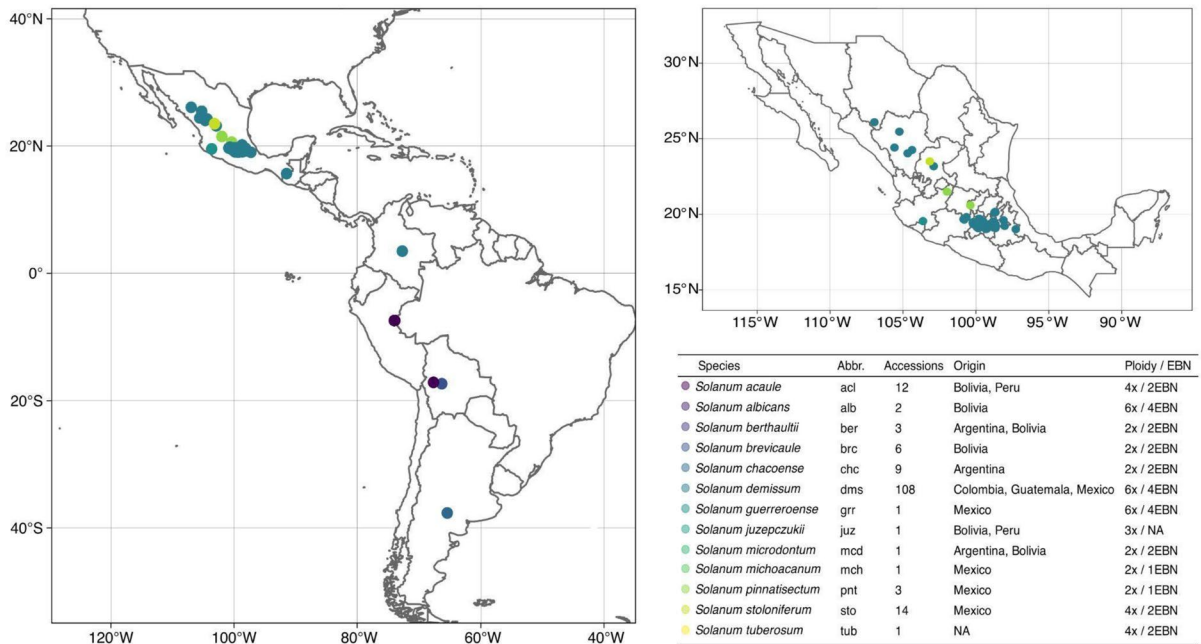 40°N
20°N
0°
20°S
40°S
120°W 100°W 80°W 60°W 40°W
30°N
25°N
20°N
15°N
115°W 110°W 105°W 100°W 95°W 90°W
Species Abbr. Accessions Origin Ploidy / EBN
Solanum acaule acl 12 Bolivia, Peru 4x / 2EBN
Solanum albicans alb 2 Bolivia 6x / 4EBN
Solanum berthaultii ber 3 Argentina, Bolivia 2x / 2EBN
Solanum brevicaule brc 6 Bolivia 2x / 2EBN
Solanum chacoense chc 9 Argentina 2x / 2EBN
Solanum demissum dms 108 Colombia, Guatemala, Mexico 6x / 4EBN
Solanum guerreroense grr 1 Mexico 6x / 4EBN
Solanum juzepczukii juz 1 Bolivia, Peru 3x / NA
Solanum microdontum mcd 1 Argentina, Bolivia 2x / 2EBN
Solanum michoacanum mch 1 Mexico 2x / 1EBN
Solanum pinnatisectum pnt 3 Mexico 2x / 1EBN
Solanum stoloniferum sto 14 Mexico 4x / 2EBN
Solanum tuberosum tub 1 NA 4x / 2EBN